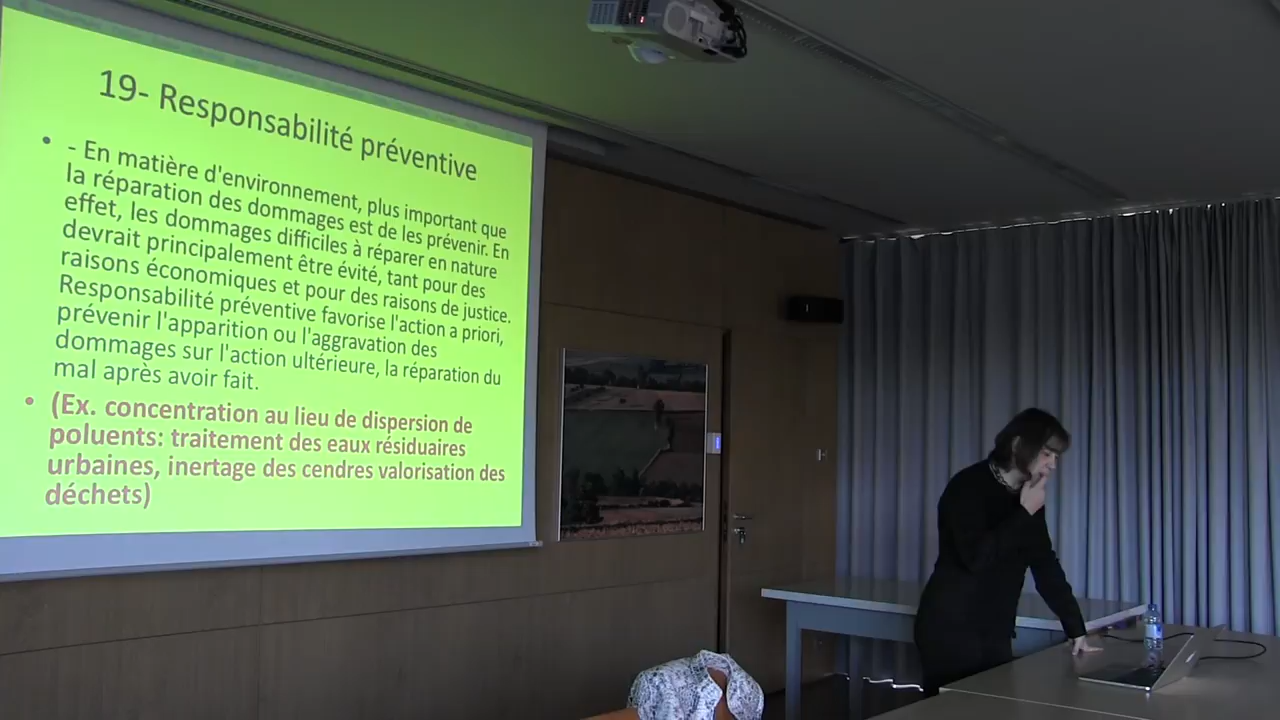 19- Responsabilité préventive
• - En matière d'environnement, plus important que
la réparation des dommages est de les prévenir. En
effet, les dommages difficiles à réparer en nature
devrait principalement être évité, tant pour des
raisons économiques et pour des raisons de justice.
Responsabilité préventive favorise l'action a priori,
prévenir l'apparition ou l'aggravation des
dommages sur l'action ultérieure, la réparation du
mal après avoir fait.
• (Ex. concentration au lieu de dispersion de
poluents: traitement des eaux résiduaires
urbaines, inertage des cendres valorisation des
déchets)